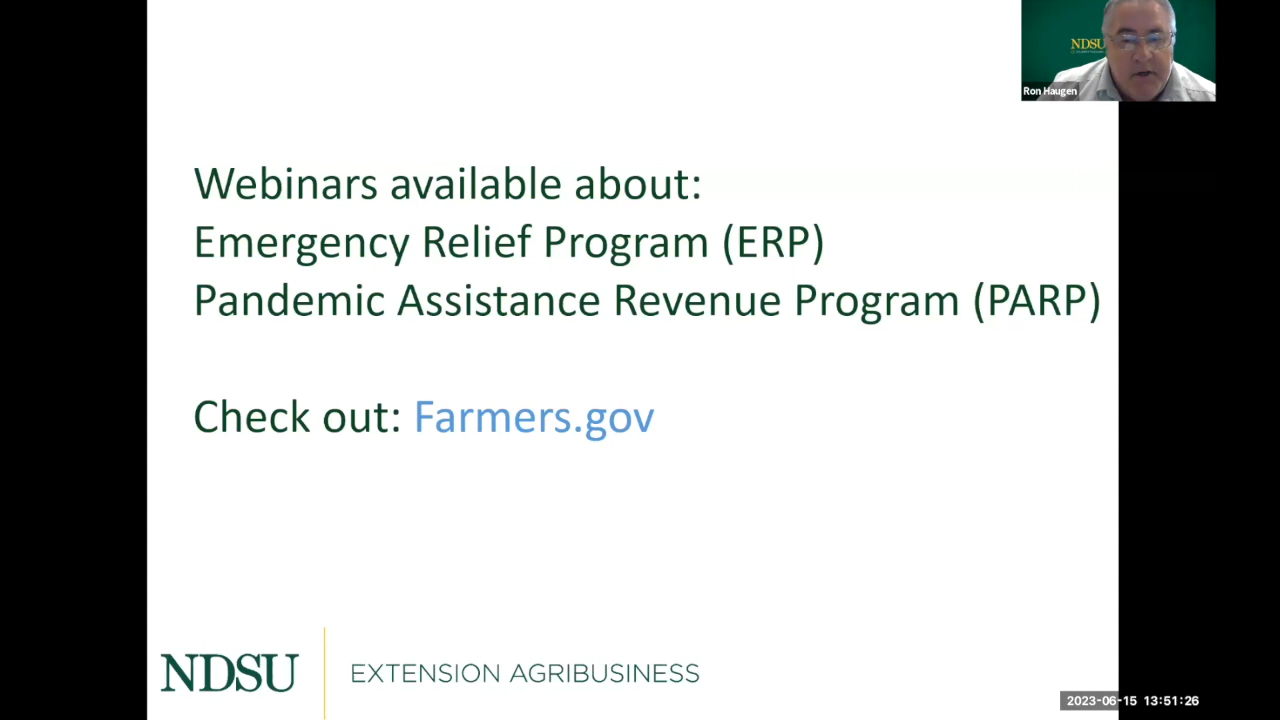 NDSU
Ron Haugen
Webinars available about:
Emergency Relief Program (ERP)
Pandemic Assistance Revenue Program (PARP)
Check out: Farmers.gov
NDSU
EXTENSION AGRIBUSINESS
2023-06-15 13:51:26